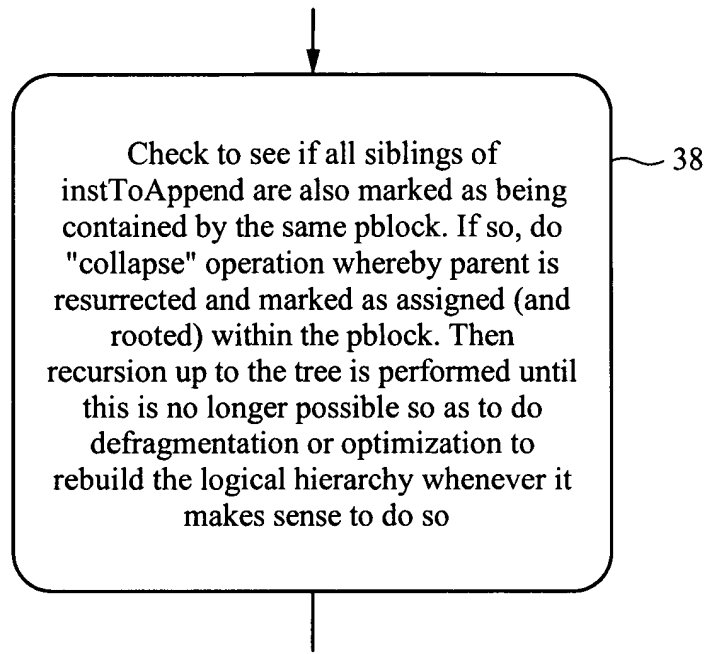 Check to see if all siblings of
instToAppend are also marked as being
contained by the same pblock. If so, do
"collapse" operation whereby parent is
resurrected and marked as assigned (and
rooted) within the pblock. Then
recursion up to the tree is performed until
this is no longer possible so as to do
defragmentation or optimization to
rebuild the logical hierarchy whenever it
makes sense to do so
38